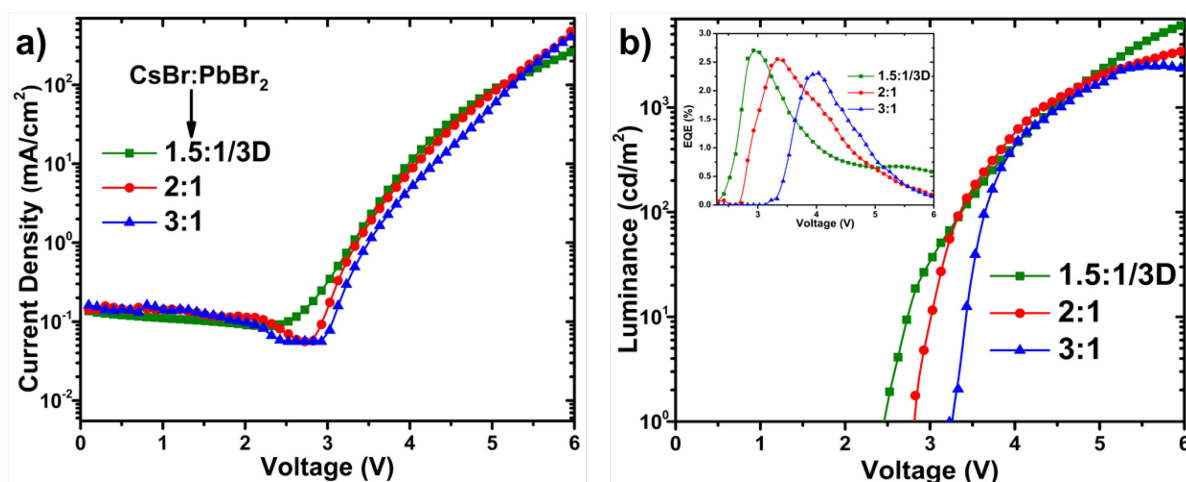 a)
CsBr:PbBr₂
1.5:1/3D
2:1
3:1
Current Density (mA/cm²)
10²
10¹
10⁰
10⁻¹
10⁻²
0 1 2 3 4 5 6
Voltage (V)
b)
Luminance (cd/m²)
10³
10²
10¹
10⁰
0 1 2 3 4 5 6
Voltage (V)
1.5:1/3D
2:1
3:1
EQE (%)
3.0
2.5
2.0
1.5
1.0
0.5
0.0
3 4 5 6
Voltage (V)
1.5:1/3D
2:1
3:1